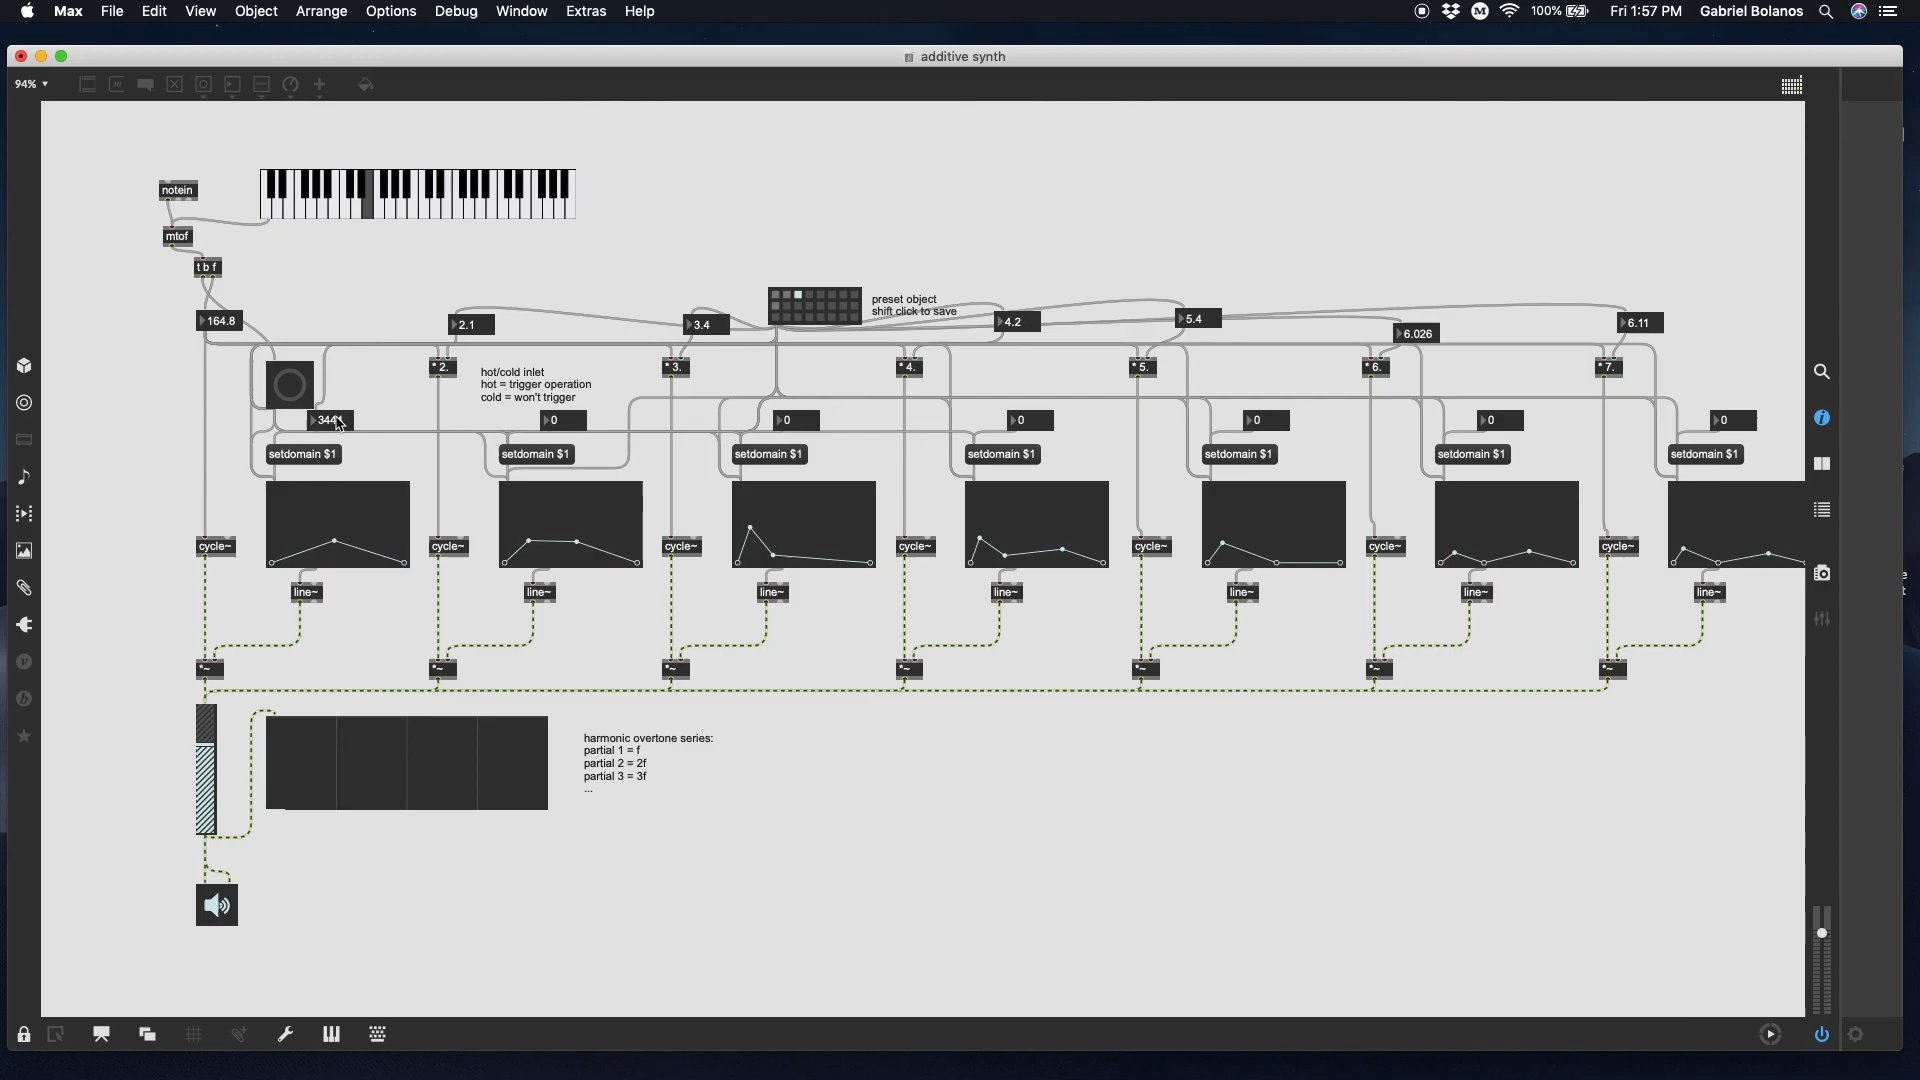 Max File Edit View Object Arrange Options Debug Window Extras Help
100% Fri 1:57 PM Gabriel Bolanos
additive synth
94%
notein
mtof
t b f
preset object
shift click to save
164.8
2.1
3.4
4.2
5.4
6.026
6.11
* 2.
* 3.
* 4.
* 5.
* 6.
* 7.
hot/cold inlet
hot = trigger operation
cold = won't trigger
0
0
0
0
0
0
setdomain $1
setdomain $1
setdomain $1
setdomain $1
setdomain $1
setdomain $1
setdomain $1
cycle~
cycle~
cycle~
cycle~
cycle~
cycle~
cycle~
line~
line~
line~
line~
line~
line~
line~
*~
*~
*~
*~
*~
*~
*~
harmonic overtone series:
partial 1 = f
partial 2 = 2f
partial 3 = 3f
...